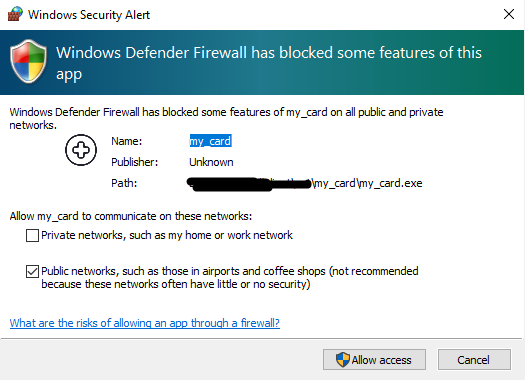 Windows Security Alert
Windows Defender Firewall has blocked some features of this
app
Windows Defender Firewall has blocked some features of my_card on all public and private
networks.
Name: my_card
Publisher: Unknown
Path: \my_card\my_card.exe
Allow my_card to communicate on these networks:
Private networks, such as my home or work network
Public networks, such as those in airports and coffee shops (not recommended
because these networks often have little or no security)
What are the risks of allowing an app through a firewall?
Allow access Cancel